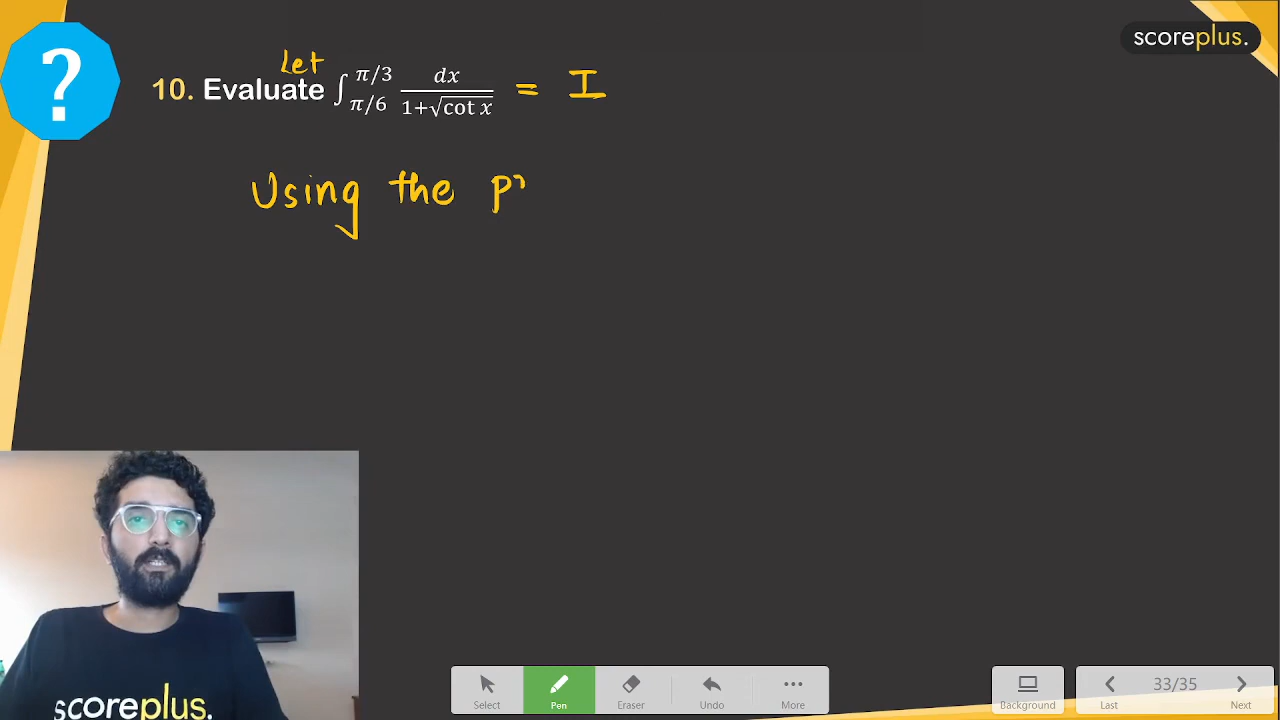 scoreplus.
?
Let
10. Evaluate ∫ π/3 π/6 dx / 1+√cot x = I
Using the pr
scoreplus.
Select Pen Eraser Undo More
Background
Last 33/35 Next